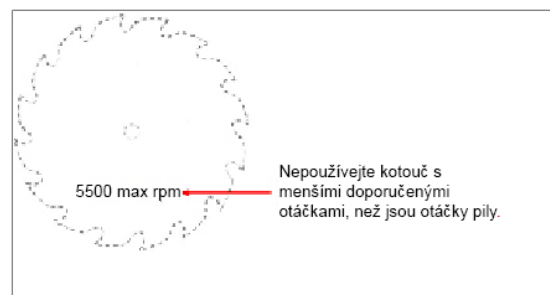 5500 max rpm
Nepoužívejte kotouč s
menšími doporučenými
otáčkami, než jsou otáčky pily.